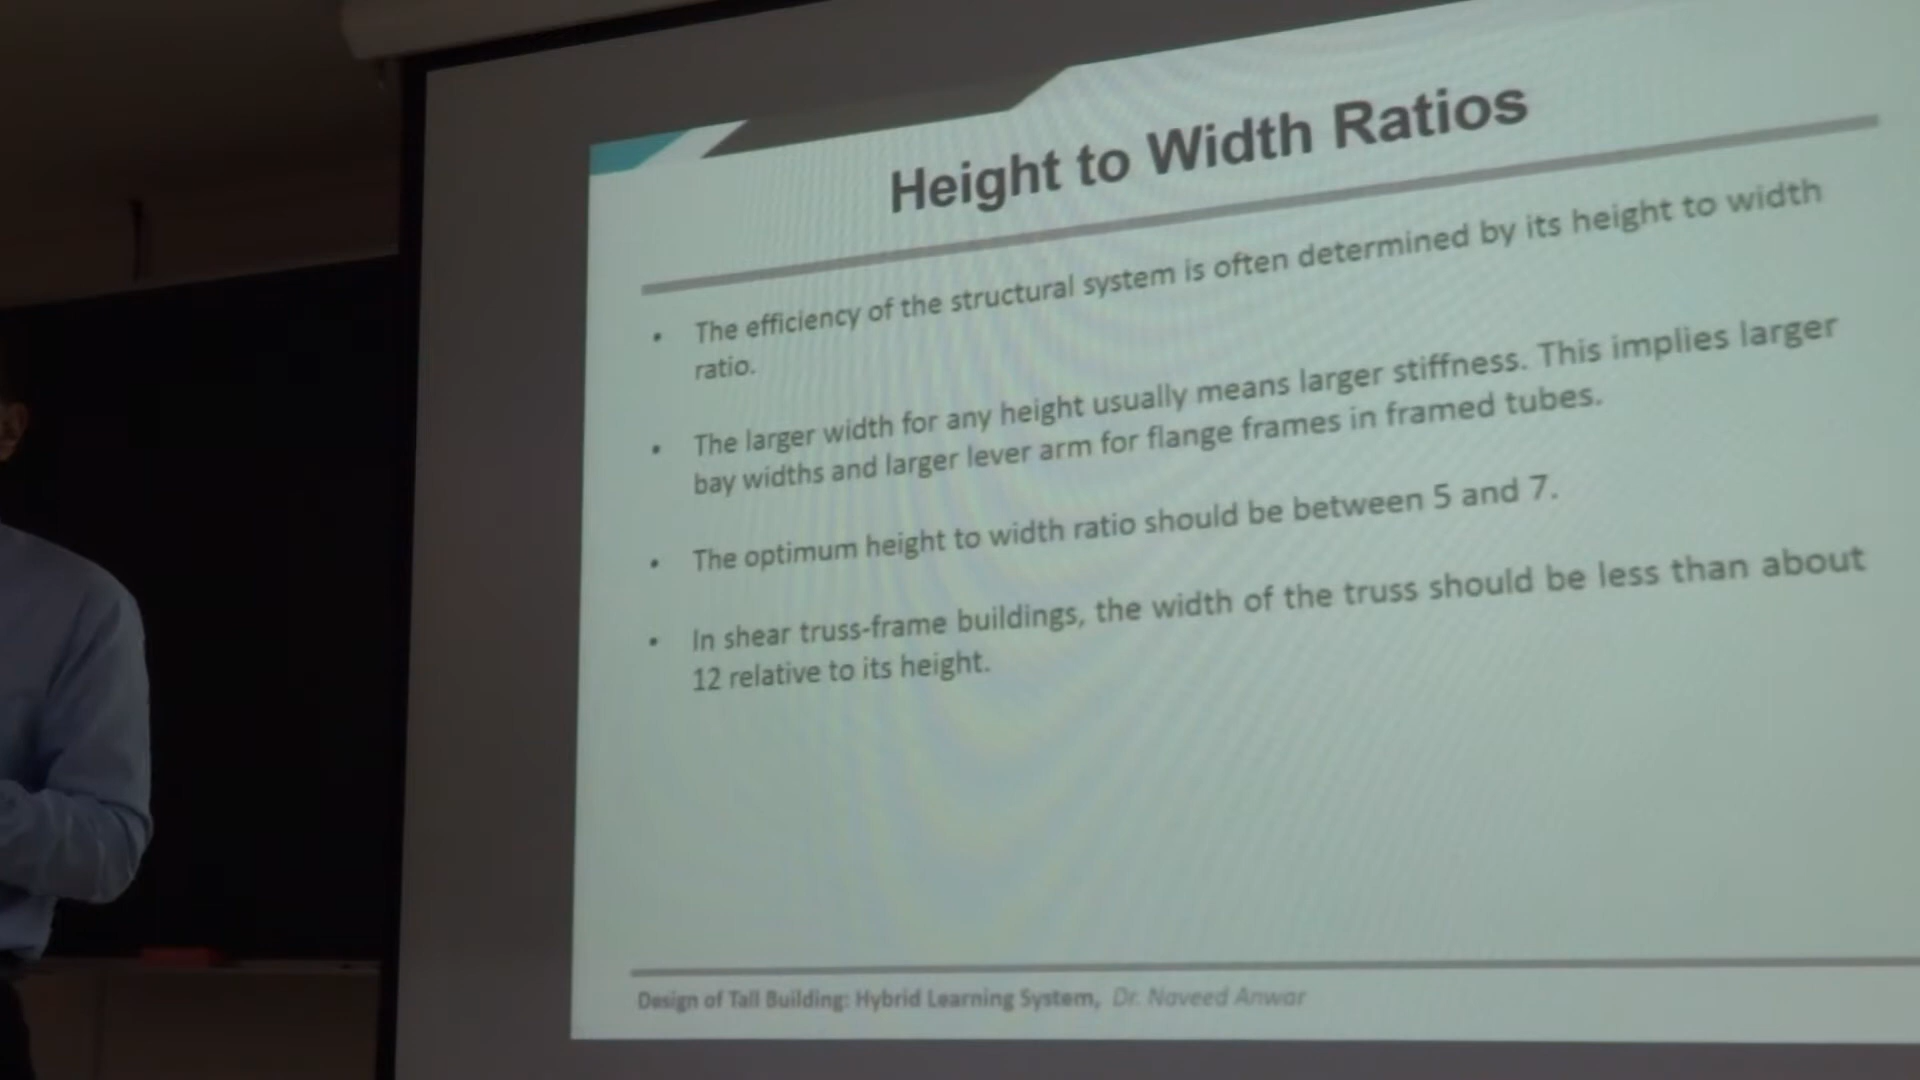 Height to Width Ratios
• The efficiency of the structural system is often determined by its height to width
ratio.
• The larger width for any height usually means larger stiffness. This implies larger
bay widths and larger lever arm for flange frames in framed tubes.
• The optimum height to width ratio should be between 5 and 7.
• In shear truss-frame buildings, the width of the truss should be less than about
12 relative to its height.
Design of Tall Building: Hybrid Learning System, Dr. Naveed Anwar